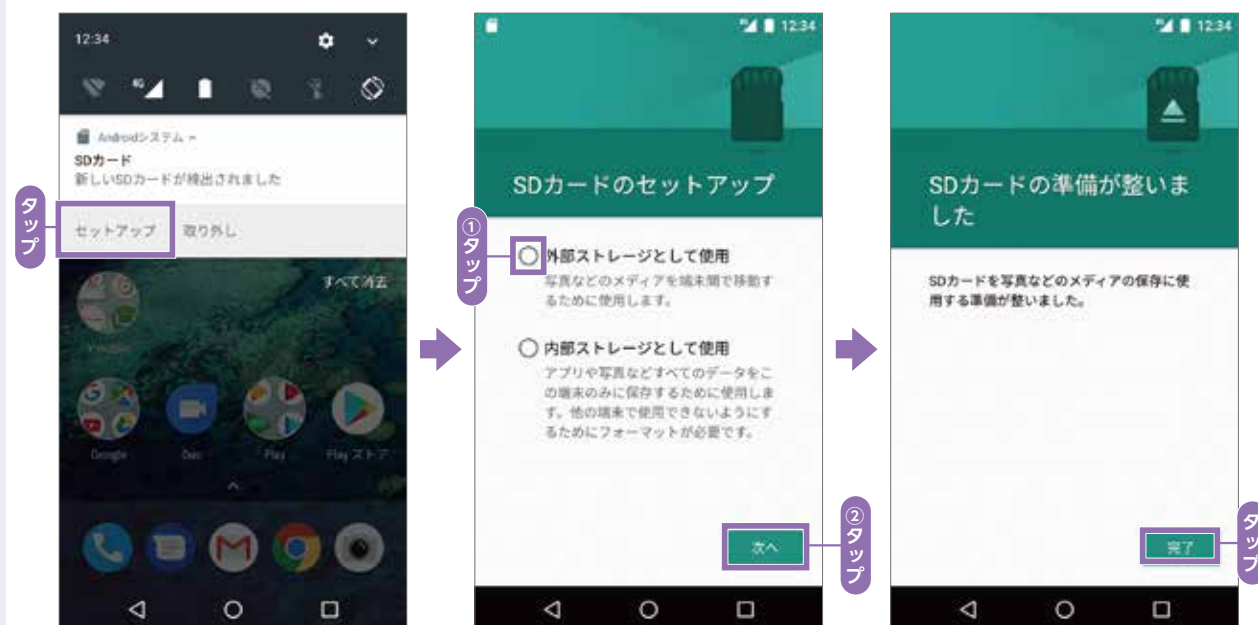 12:34
Androidシステム
SDカード
新しいSDカードが検出されました
セットアップ 取り外し
タップ
すべて消去
Google Duo Play Play ストア
12:34
SDカードのセットアップ
①タップ
外部ストレージとして使用
写真などのメディアを端末間で移動す
るために使用します。
内部ストレージとして使用
アプリや写真などすべてのデータをこ
の端末のみに保存するために使用しま
す。他の端末で使用できないようにす
るためにフォーマットが必要です。
次へ
②タップ
12:34
SDカードの準備が整いま
した
SDカードを写真などのメディアの保存に使
用する準備が整いました。
完了
タップ